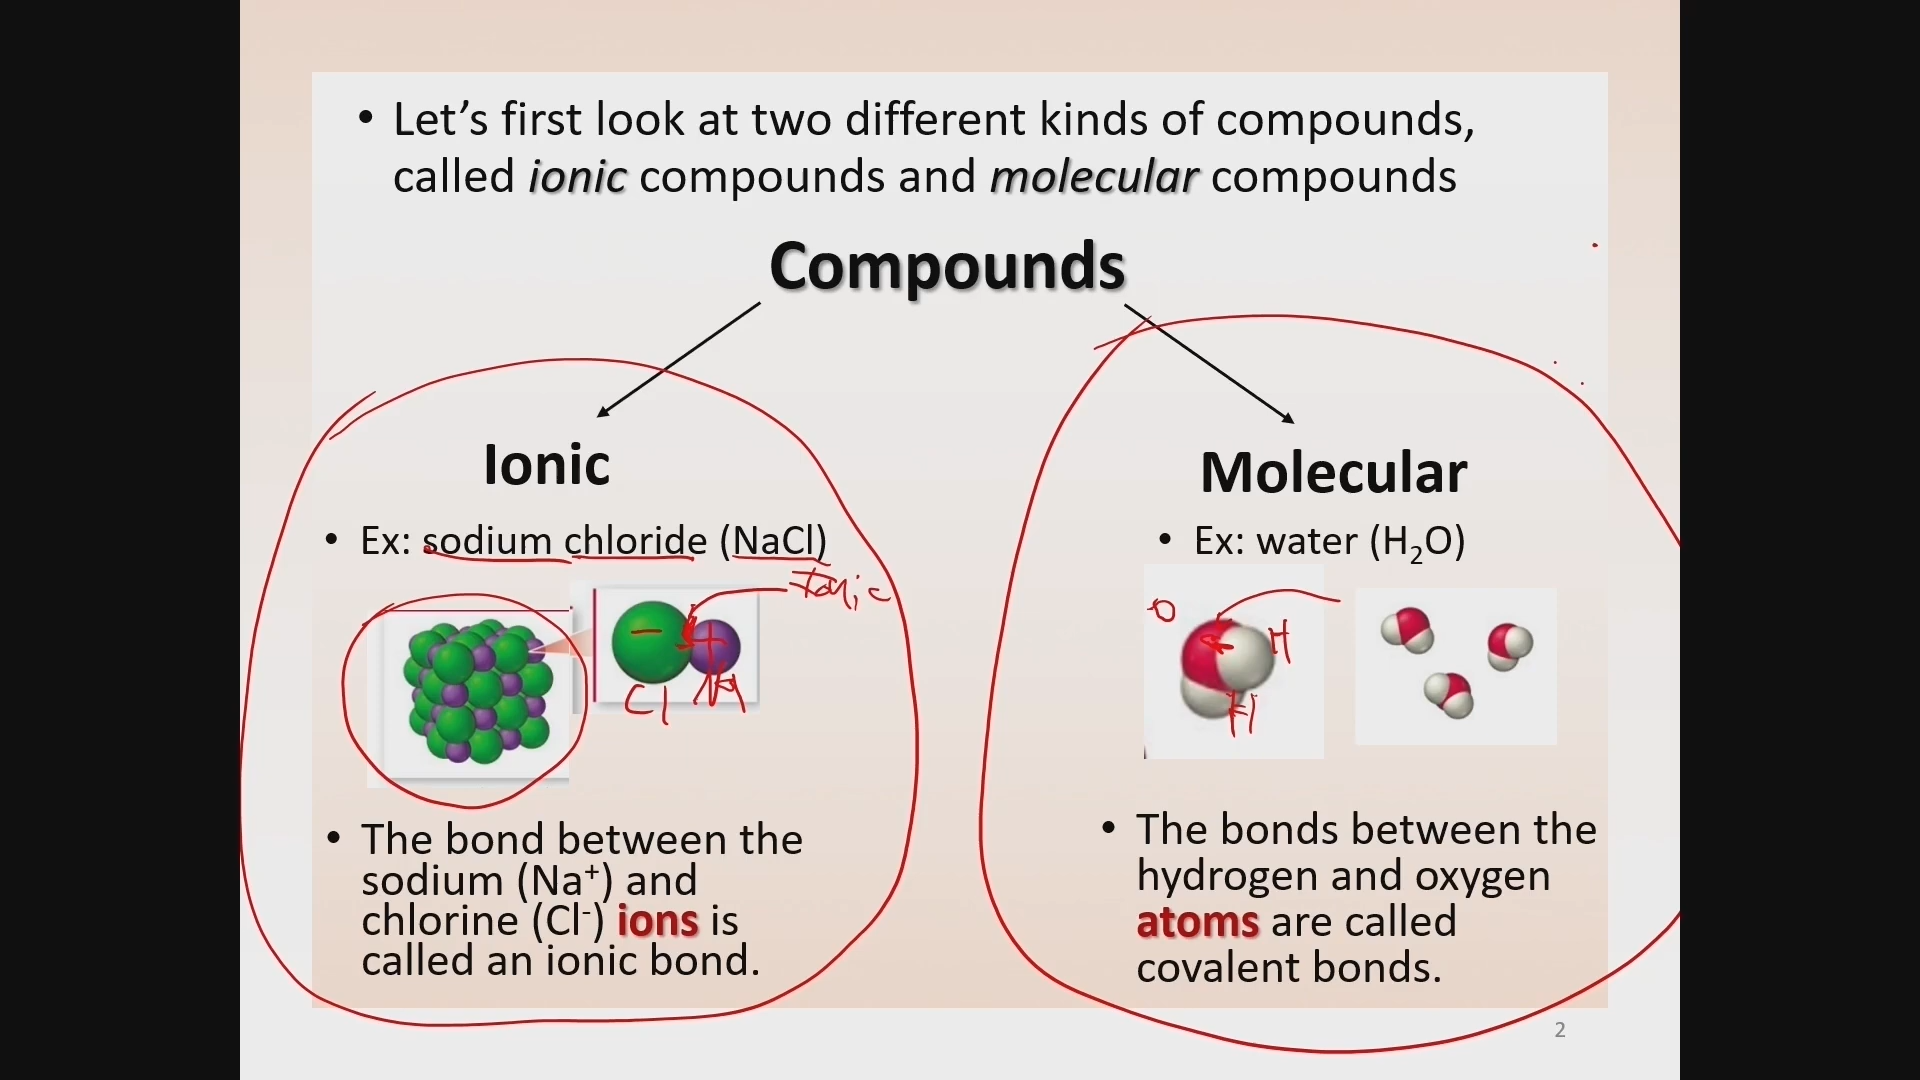 • Let’s first look at two different kinds of compounds,
called ionic compounds and molecular compounds
Compounds
Ionic
• Ex: sodium chloride (NaCl)
Ionic
−
+
Cl
Na
• The bond between the
sodium (Na⁺) and
chlorine (Cl⁻) ions is
called an ionic bond.
Molecular
• Ex: water (H₂O)
O
H
H
• The bonds between the
hydrogen and oxygen
atoms are called
covalent bonds.
2